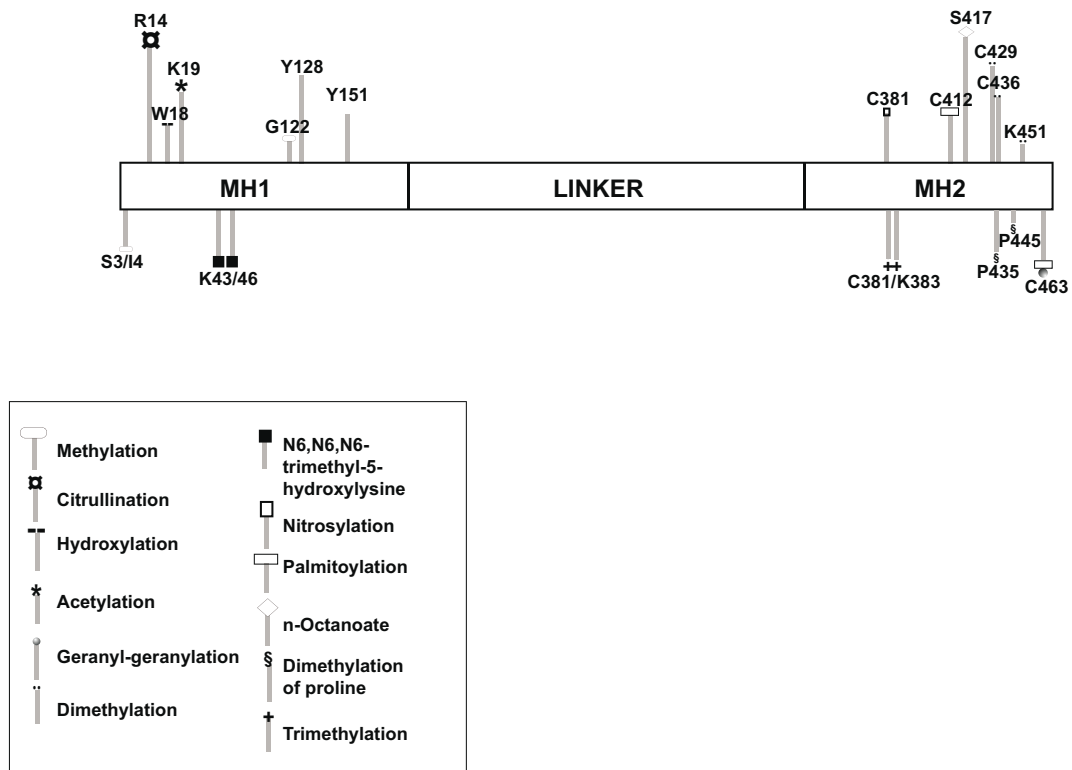 R14
S417
K19
W18
G122
Y128
Y151
C381
C412
C429
C436
K451
MH1
LINKER
MH2
S3/I4
K43/46
C381/K383
P435
P445
C463
Methylation
Citrullination
Hydroxylation
Acetylation
Geranyl-geranylation
Dimethylation
N6,N6,N6-
trimethyl-5-
hydroxylysine
Nitrosylation
Palmitoylation
n-Octanoate
Dimethylation
of proline
Trimethylation